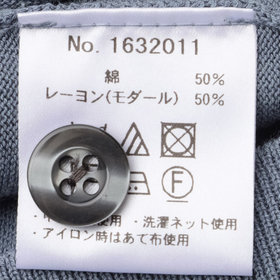 No. 1632011
綿 50%
レーヨン(モダール) 50%
F
使用 ・洗濯ネット使用
・アイロン時はあて布使用